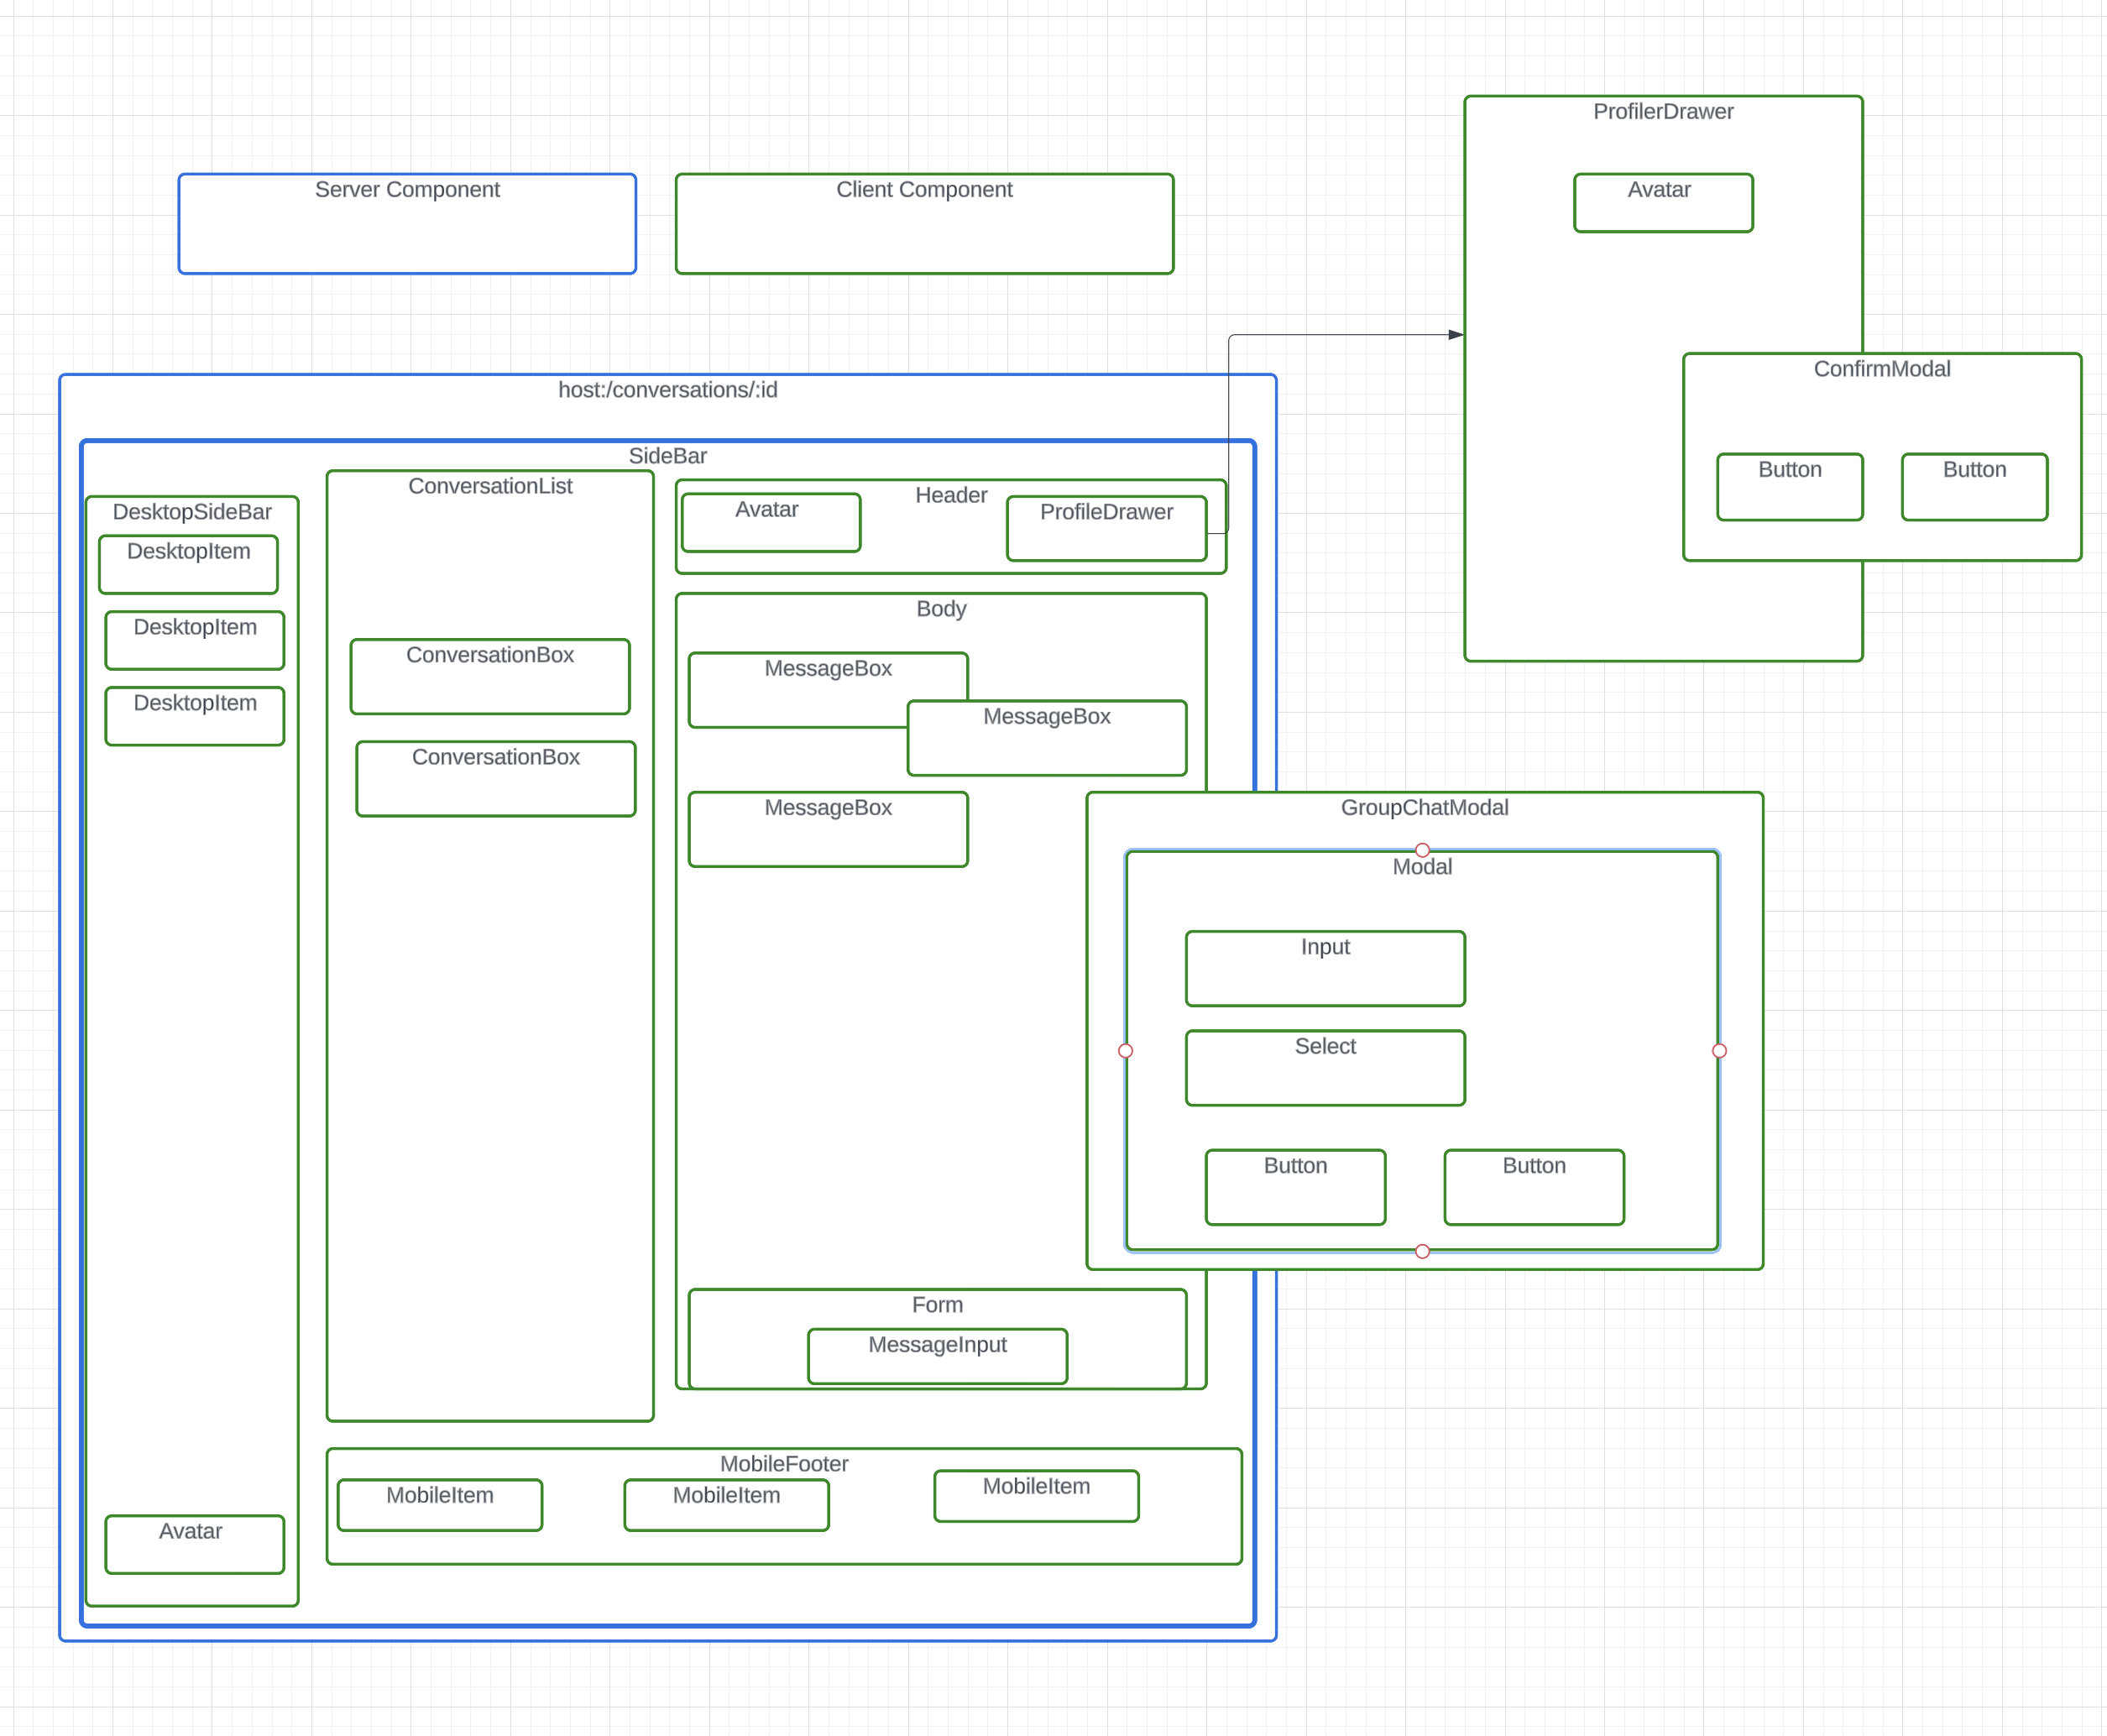 ProfilerDrawer
Avatar
Server Component
Client Component
ConfirmModal
Button
Button
host:/conversations/:id
SideBar
DesktopSideBar
DesktopItem
DesktopItem
DesktopItem
Avatar
ConversationList
ConversationBox
ConversationBox
Header
Avatar
ProfileDrawer
Body
MessageBox
MessageBox
MessageBox
GroupChatModal
Modal
Input
Select
Button
Button
Form
MessageInput
MobileFooter
MobileItem
MobileItem
MobileItem